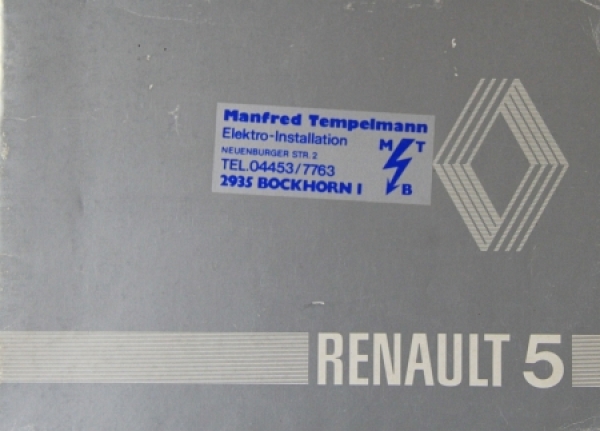 Manfred Tempelmann
Elektro-Installation
NEUENBURGER STR. 2
TEL.04453/7763
2935 BOCKHORN I
M T
B
RENAULT 5